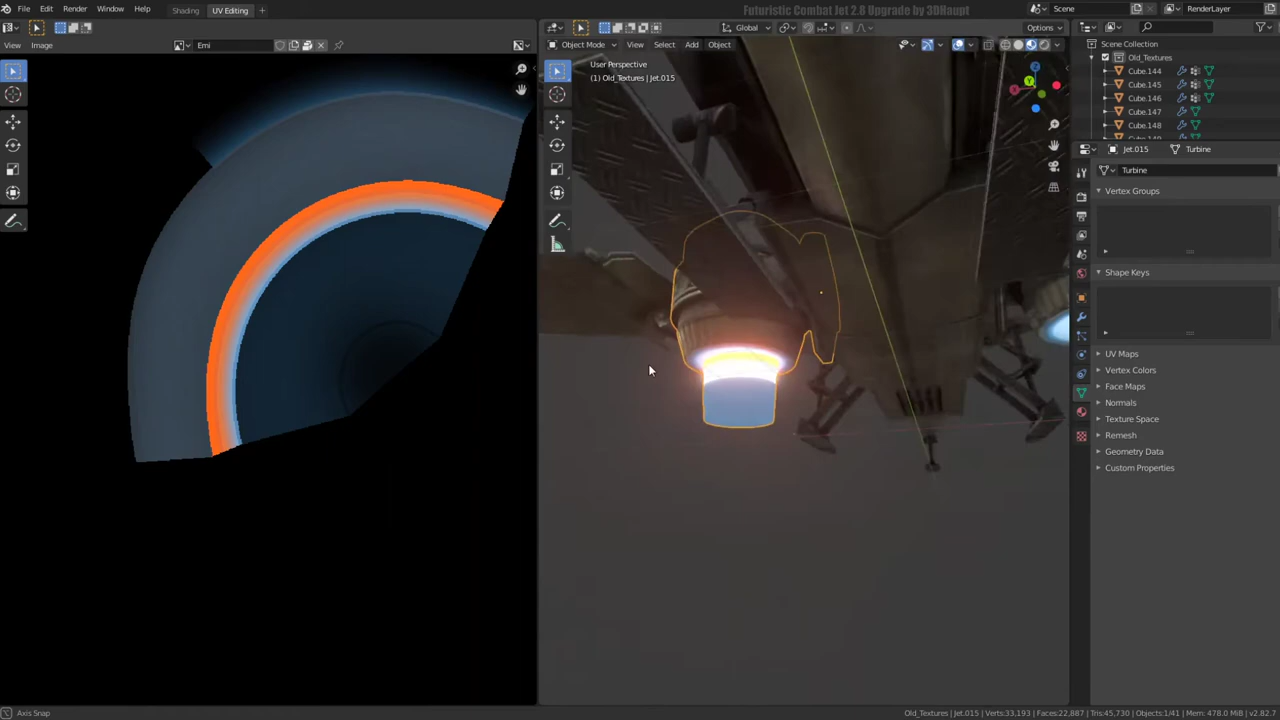 File Edit Render Window Help Shading UV Editing + Futuristic Combat Jet 2.8 Upgrade by 3DHaupt Scene RenderLayer
Global Options
View Image Emi Object Mode View Select Add Object
User Perspective
(1) Old_Textures | Jet.015
Scene Collection
Old_Textures
Cube.144
Cube.145
Cube.146
Cube.147
Cube.148
Jet.015 Turbine
Turbine
Vertex Groups
Shape Keys
UV Maps
Vertex Colors
Face Maps
Normals
Texture Space
Remesh
Geometry Data
Custom Properties
Axis Snap Old_Textures | Jet.015 | Verts:33,193 | Faces:22,887 | Tris:45,730 | Objects:1/41 | Mem: 478.0 MiB | v2.82.7